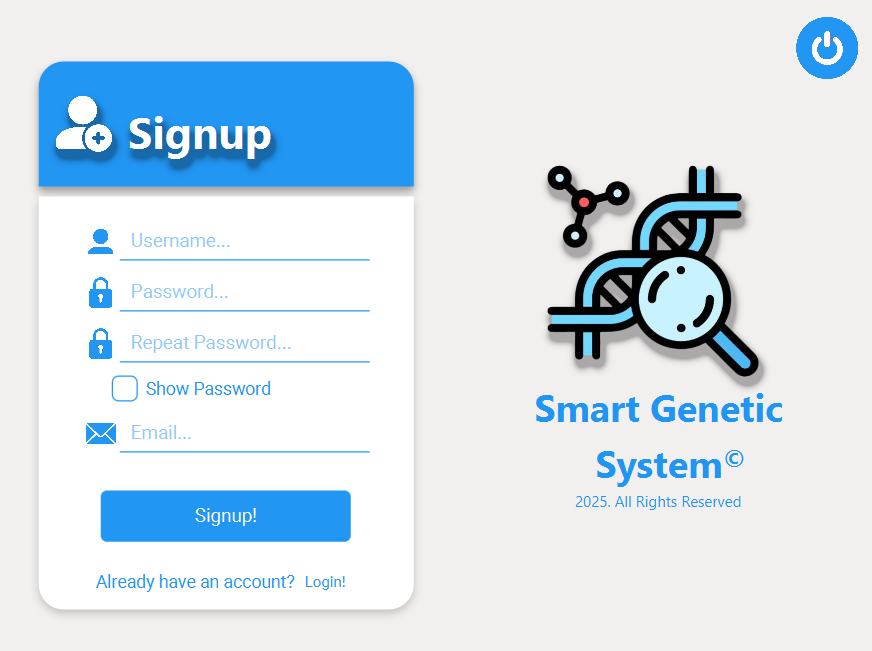 Signup
Username...
Password...
Repeat Password...
Show Password
Email...
Signup!
Already have an account? Login!
Smart Genetic
System©
2025. All Rights Reserved